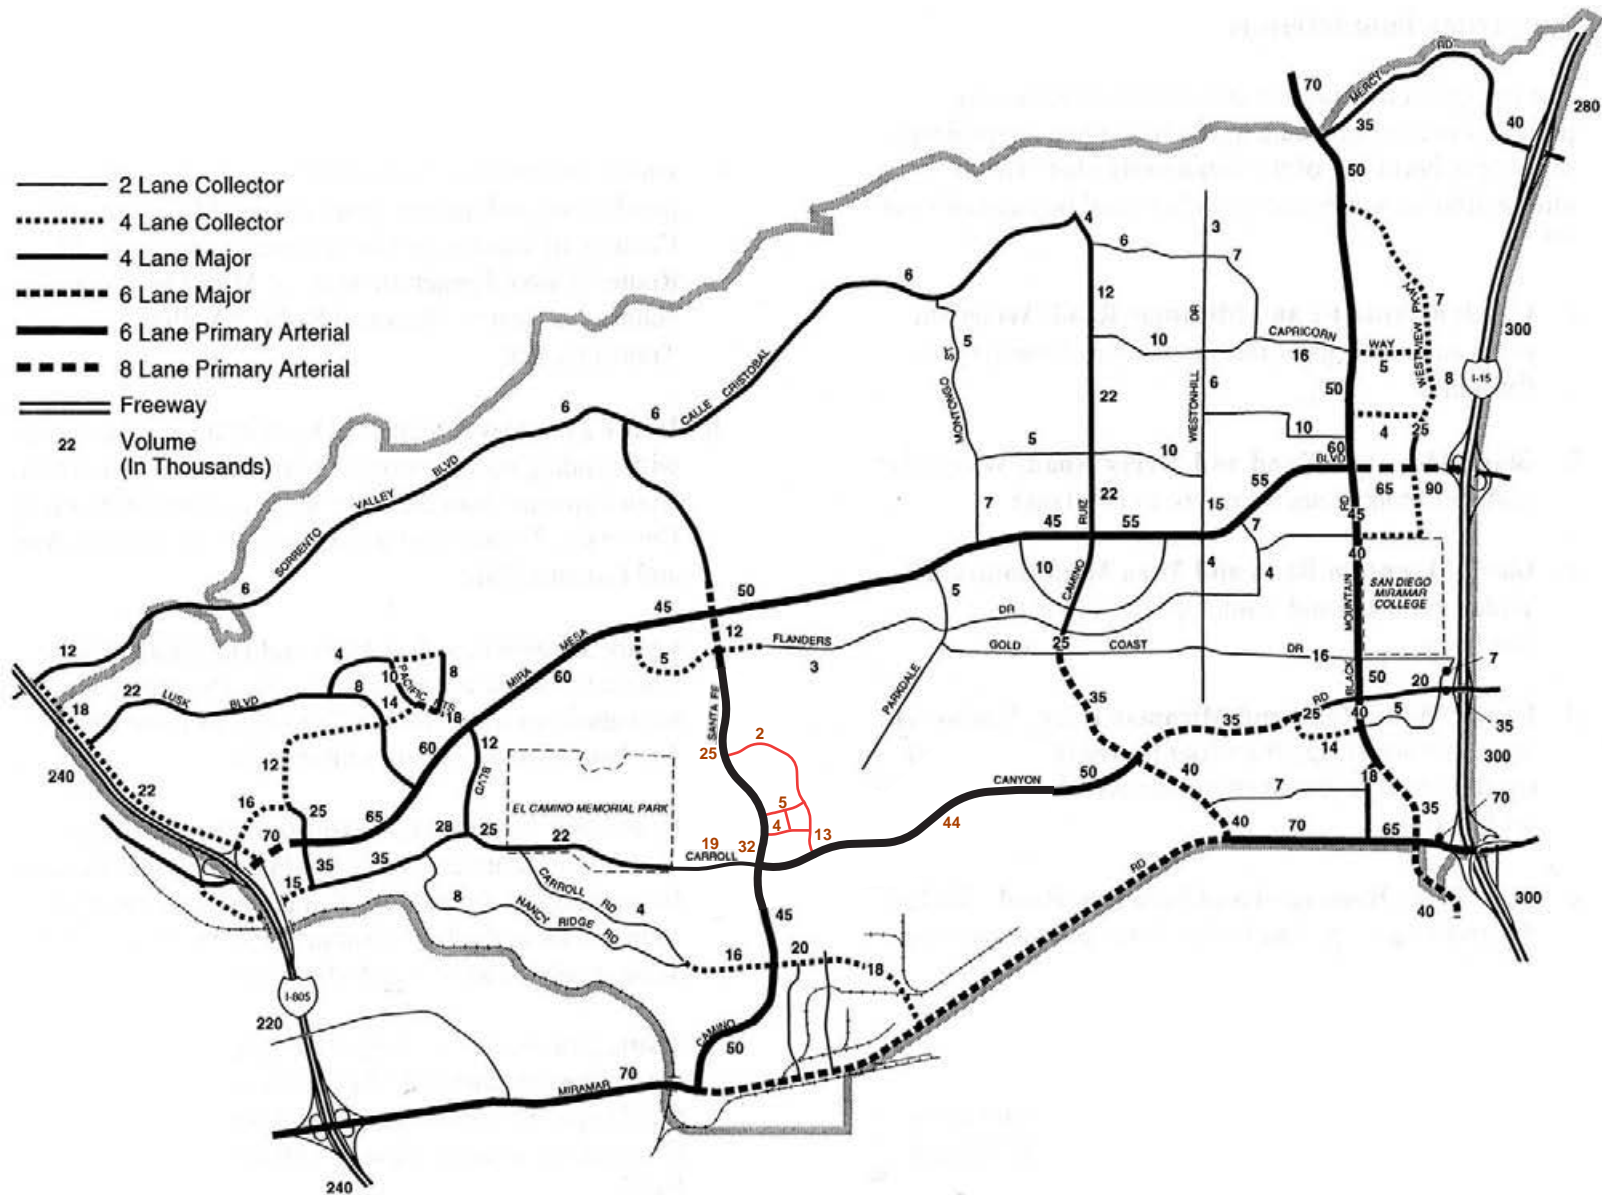 2 Lane Collector
4 Lane Collector
4 Lane Major
6 Lane Major
6 Lane Primary Arterial
8 Lane Primary Arterial
Freeway
22 Volume
(In Thousands)
70
MERCY
RD
35
40
280
50
4
6
3
7
6
12
DR
7
WESTVIEW
PKWY
300
5
MONTONGO
ST
10
CAPRICORN
16
WAY
5
CALLE CRISTOBAL
6
6
22
WESTONHILL
6
50
8
I-15
5
10
10
4
25
60
BLVD
SORRENTO
VALLEY
BLVD
6
7
22
RUIZ
55
15
65
90
RD
45
45
55
7
40
50
45
10
CAMINO
4
4
5
SAN DIEGO
MIRAMAR
COLLEGE
MOUNTAIN
12
MIRA
MESA
60
5
12
FLANDERS
3
DR
GOLD
25
COAST
DR
16
7
12
18
22
LUSK
BLVD
4
10
PACIFIC
HTS
8
8
14
18
PARKDALE
35
35
RD
BLACK
50
20
5
25
40
14
35
SANTA FE
25
2
60
12
BLVD
12
240
22
16
25
EL CAMINO MEMORIAL PARK
5
4
13
CANYON
50
40
7
18
300
35
70
44
65
28
25
22
19
32
CARROLL
40
70
65
70
35
35
15
RD
8
CARROLL
RD
4
NANCY
RIDGE
RD
45
40
300
16
20
18
I-805
220
CAMINO
50
70
MIRAMAR
240